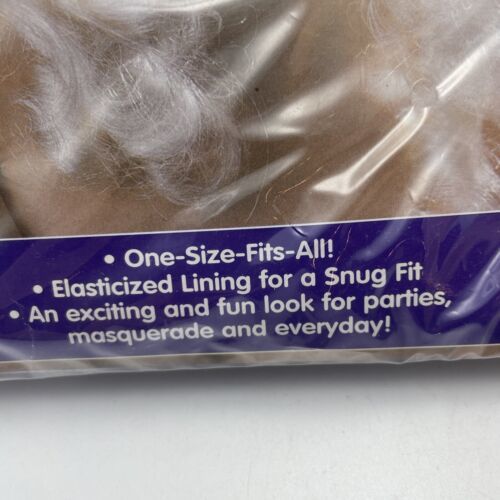 • One-Size-Fits-All!
• Elasticized Lining for a Snug Fit
• An exciting and fun look for parties,
masquerade and everyday!